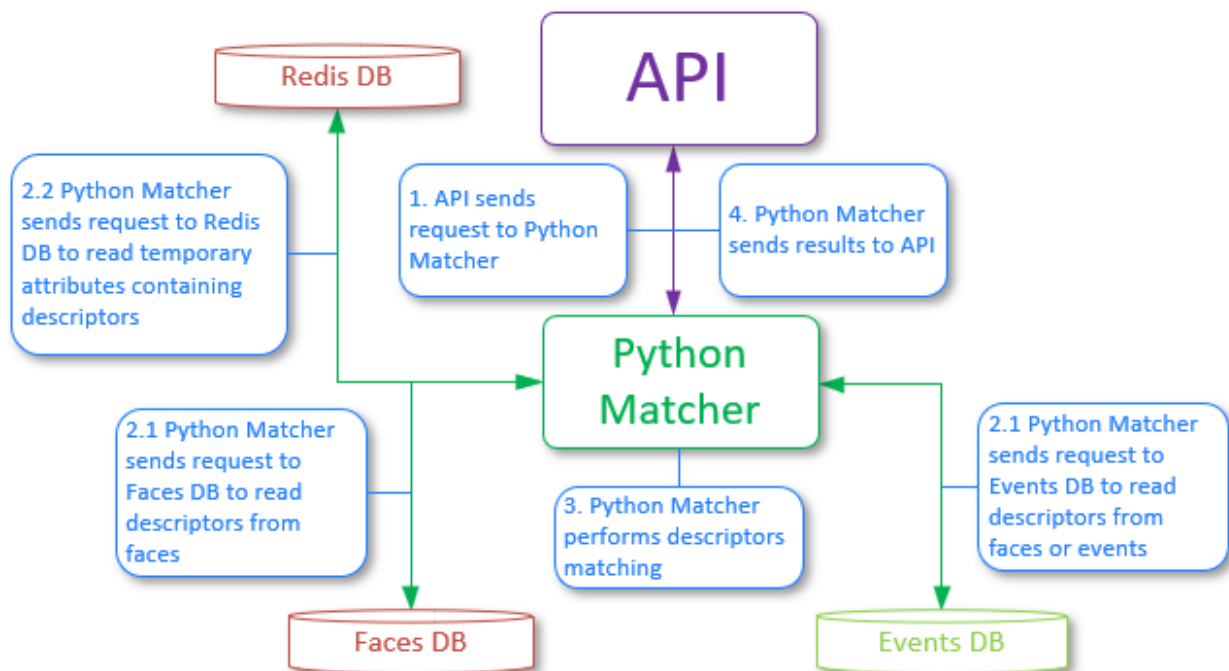 Redis DB
API
2.2 Python Matcher
sends request to Redis
DB to read temporary
attributes containing
descriptors
1. API sends
request to Python
Matcher
4. Python Matcher
sends results to API
Python
Matcher
2.1 Python Matcher
sends request to
Faces DB to read
descriptors from
faces
3. Python Matcher
performs descriptors
matching
2.1 Python Matcher
sends request to
Events DB to read
descriptors from
faces or events
Faces DB
Events DB